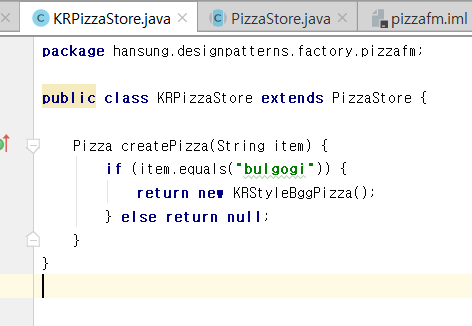 KRPizzaStore.java PizzaStore.java pizzafm.iml
package hansung.designpatterns.factory.pizzafm;
public class KRPizzaStore extends PizzaStore {
Pizza createPizza(String item) {
if (item.equals("bulgogi")) {
return new KRStyleBggPizza();
} else return null;
}
}